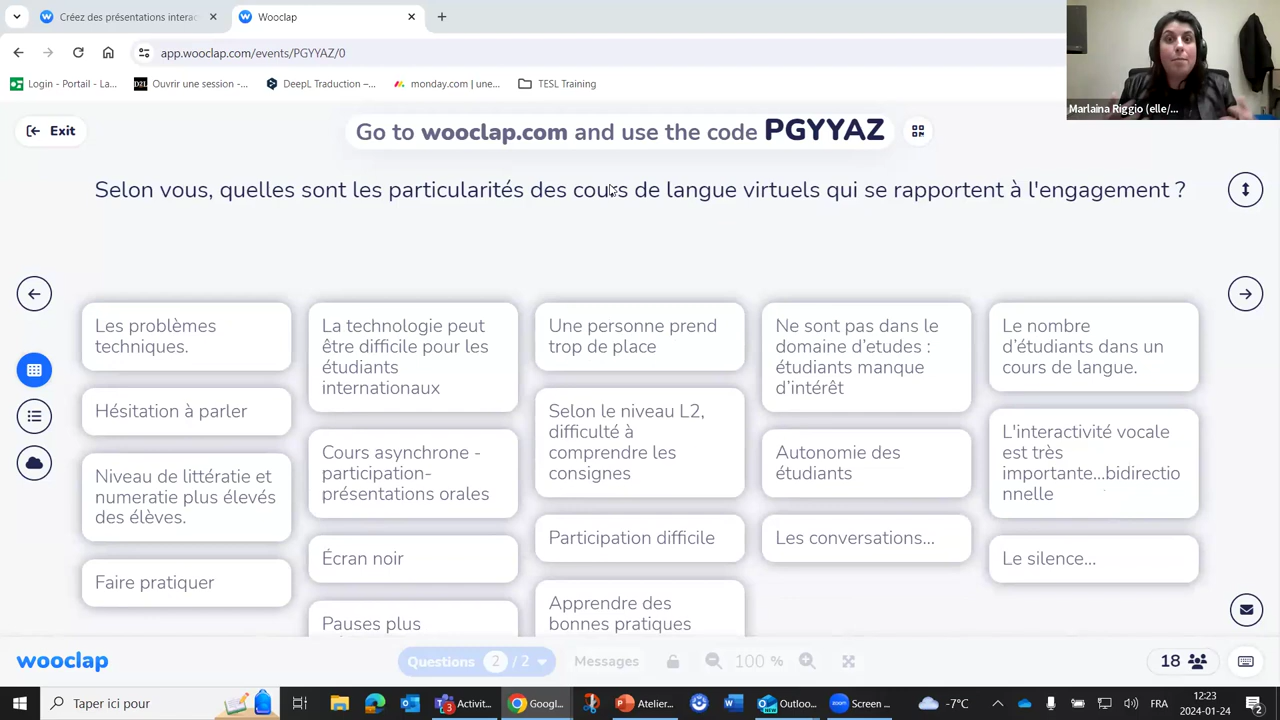 Créez des présentations interac
Wooclap
app.wooclap.com/events/PGYYAZ/0
Login - Portail - La...
D2L
Ouvrir une session -...
DeepL Traduction –...
monday.com | une...
TESL Training
Marlaina Riggio (elle/...
Exit
Go to wooclap.com and use the code PGYYAZ
Selon vous, quelles sont les particularités des cours de langue virtuels qui se rapportent à l'engagement ?
Les problèmes
techniques.
Hésitation à parler
Niveau de littératie et
numeratie plus élevés
des élèves.
Faire pratiquer
La technologie peut
être difficile pour les
étudiants
internationaux
Cours asynchrone -
participation-
présentations orales
Écran noir
Pauses plus
Une personne prend
trop de place
Selon le niveau L2,
difficulté à
comprendre les
consignes
Participation difficile
Apprendre des
bonnes pratiques
Ne sont pas dans le
domaine d'etudes :
étudiants manque
d'intérêt
Autonomie des
étudiants
Les conversations...
Le nombre
d'étudiants dans un
cours de langue.
L'interactivité vocale
est très
importante...bidirectio
nnelle
Le silence...
wooclap
Questions 2 / 2
Messages
100 %
18
Taper ici pour
Activit...
Googl...
Atelier...
Outloo...
Screen ...
-7°C
FRA
12:23
2024-01-24
2